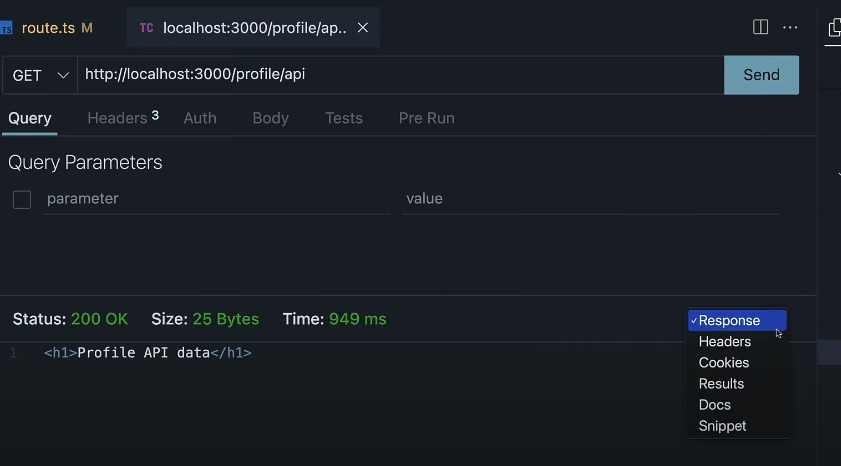 TS route.ts M TC localhost:3000/profile/ap.. ×
GET http://localhost:3000/profile/api Send
Query Headers 3 Auth Body Tests Pre Run
Query Parameters
parameter value
Status: 200 OK Size: 25 Bytes Time: 949 ms
✓Response
1 <h1>Profile API data</h1>
Headers
Cookies
Results
Docs
Snippet